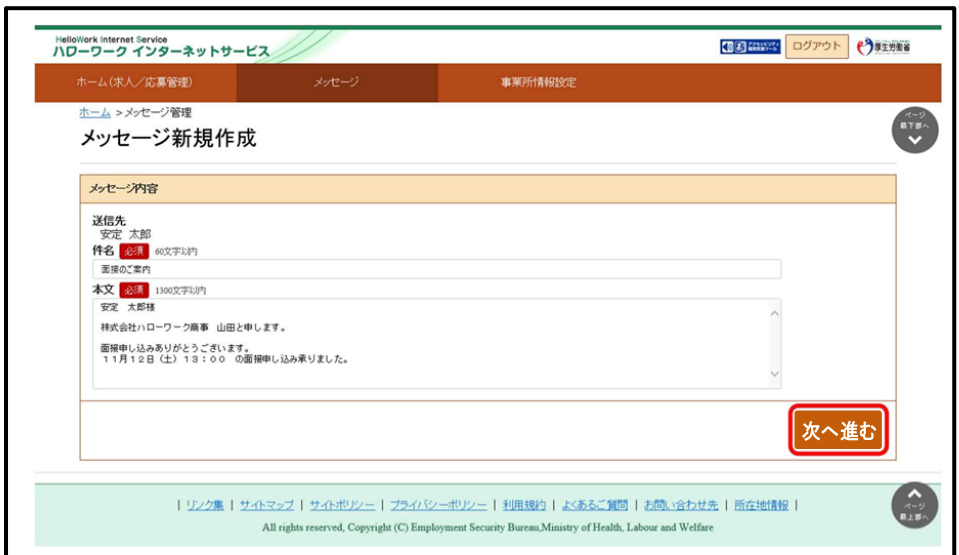 HelloWork Internet Service
ハローワーク インターネットサービス
ログアウト
厚生労働省
ホーム(求人/応募管理)
メッセージ
事業所情報設定
ホーム > メッセージ管理
ページ
最下部へ
メッセージ新規作成
メッセージ内容
送信先
安定 太郎
件名 必須 60文字以内
面接のご案内
本文 必須 1300文字以内
安定 太郎様
株式会社ハローワーク商事 山田と申します。
面接申し込みありがとうございます。
11月12日(土)13:00 の面接申し込み承りました。
次へ進む
| リンク集 | サイトマップ | サイトポリシー | プライバシーポリシー | 利用規約 | よくあるご質問 | お問い合わせ先 | 所在地情報 |
All rights reserved, Copyright (C) Employment Security Bureau,Ministry of Health, Labour and Welfare
ページ
最上部へ